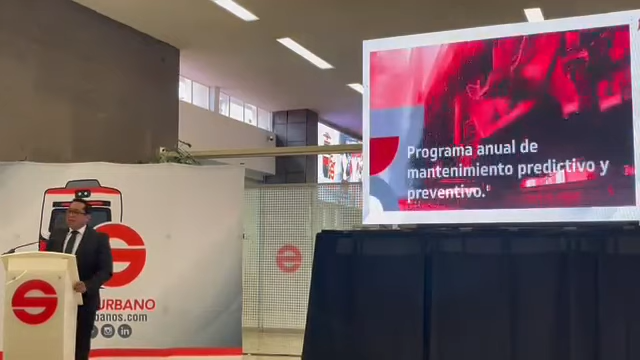 Programa anual de
mantenimiento predictivo y
preventivo.
URBANO
banos.com